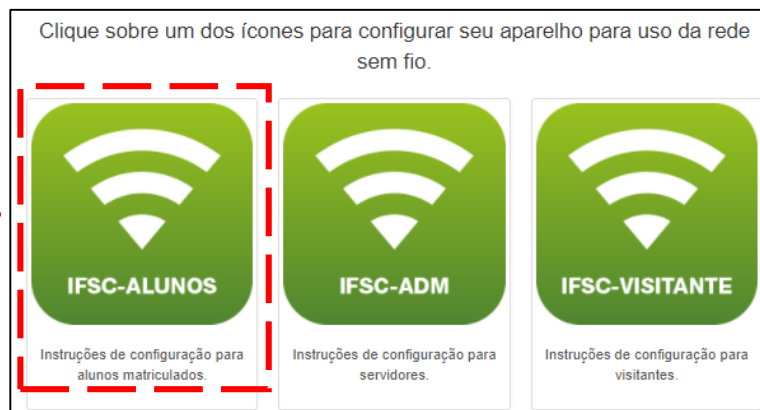 Clique sobre um dos ícones para configurar seu aparelho para uso da rede
sem fio.
IFSC-ALUNOS
IFSC-ADM
IFSC-VISITANTE
Instruções de configuração para
alunos matriculados.
Instruções de configuração para
servidores.
Instruções de configuração para
visitantes.